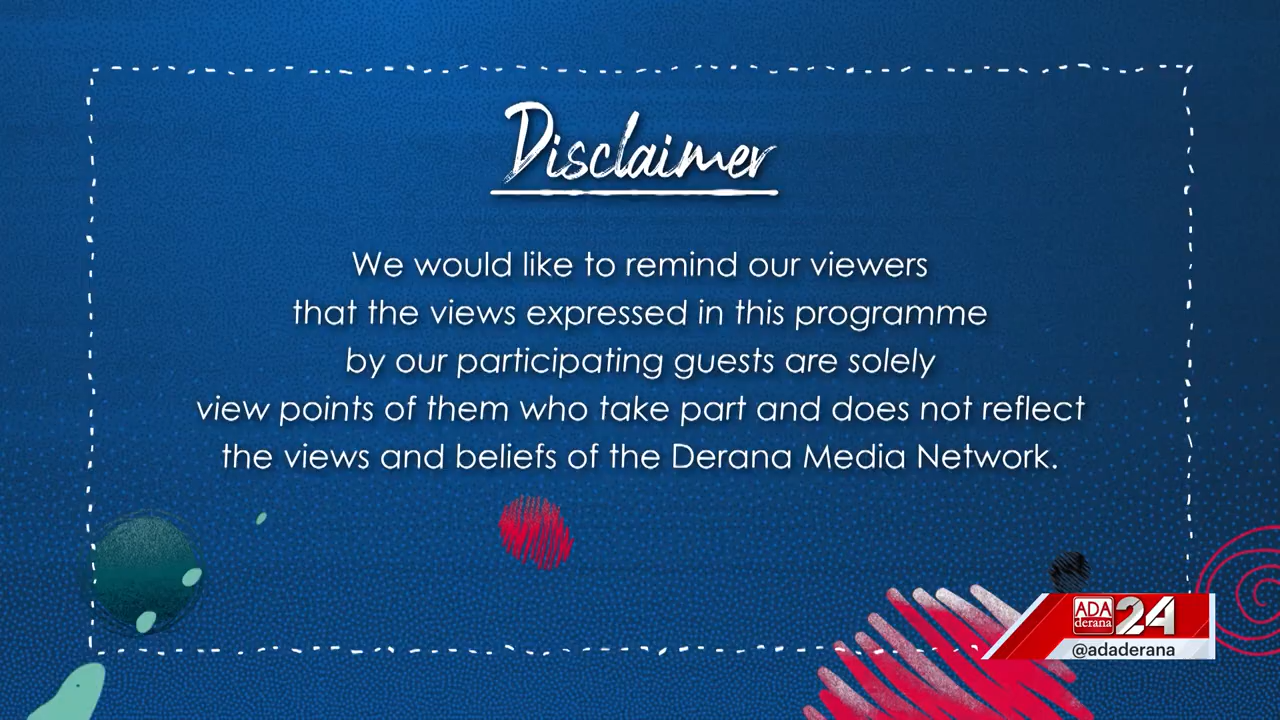 Disclaimer
We would like to remind our viewers
that the views expressed in this programme
by our participating guests are solely
view points of them who take part and does not reflect
the views and beliefs of the Derana Media Network.
ADA
derana
24
@adaderana